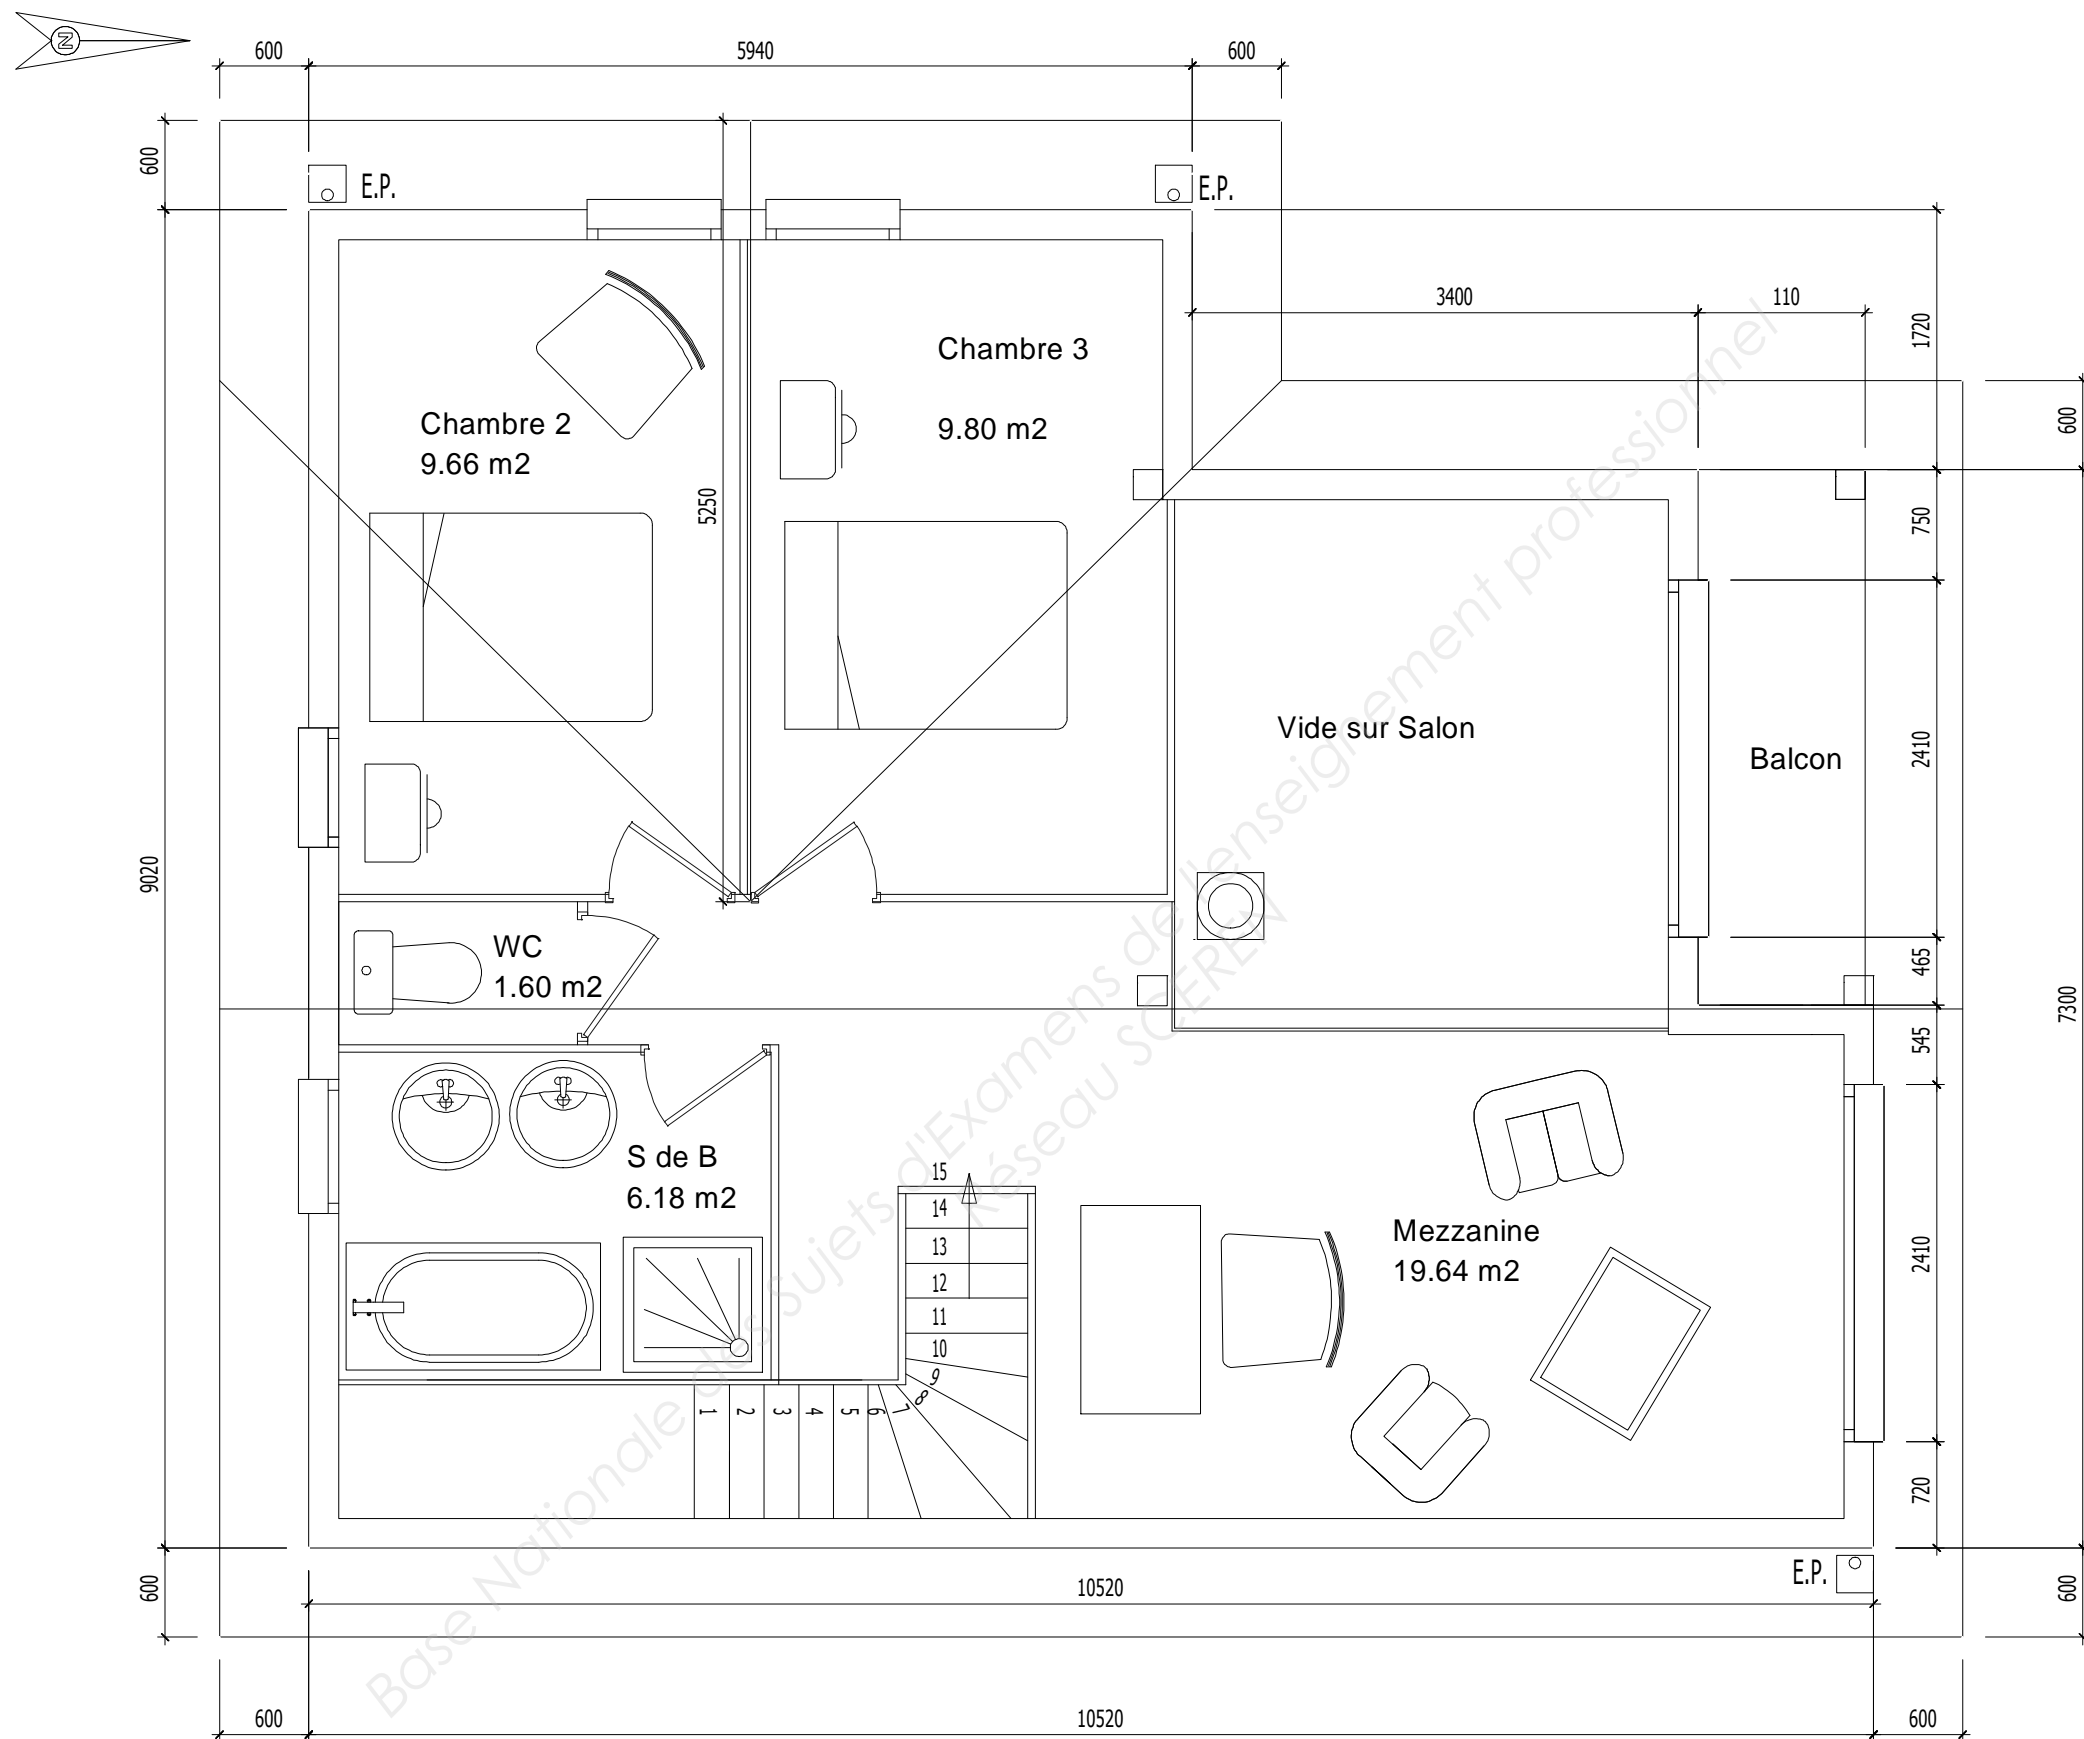 N
600
5940
600
600
E.P.
E.P.
3400
110
1720
Chambre 3
9.80 m2
Chambre 2
9.66 m2
600
5250
750
Vide sur Salon
Balcon
2410
9020
WC
1.60 m2
465
7300
545
S de B
6.18 m2
15
14
13
12
11
10
9
8
7
6
5
4
3
2
1
Mezzanine
19.64 m2
2410
720
E.P.
600
10520
600
600
10520
600
Base Nationale des Sujets d'Examens de l'enseignement professionnel
Réseau SCEREN